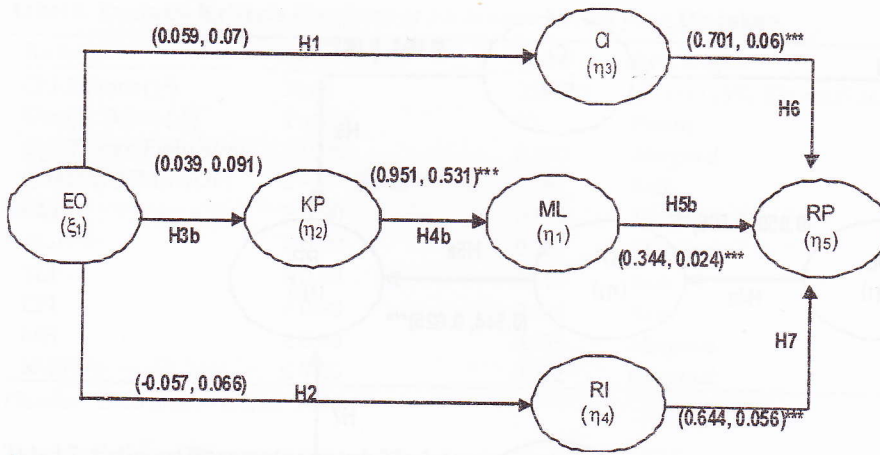 (0.059, 0.07)
H1
CI
(η3)
(0.701, 0.06)***
H6
EO
(ξ1)
(0.039, 0.091)
H3b
KP
(η2)
(0.951, 0.531)***
H4b
ML
(η1)
H5b
(0.344, 0.024)***
RP
(η5)
(-0.057, 0.066)
H2
RI
(η4)
H7
(0.644, 0.056)***